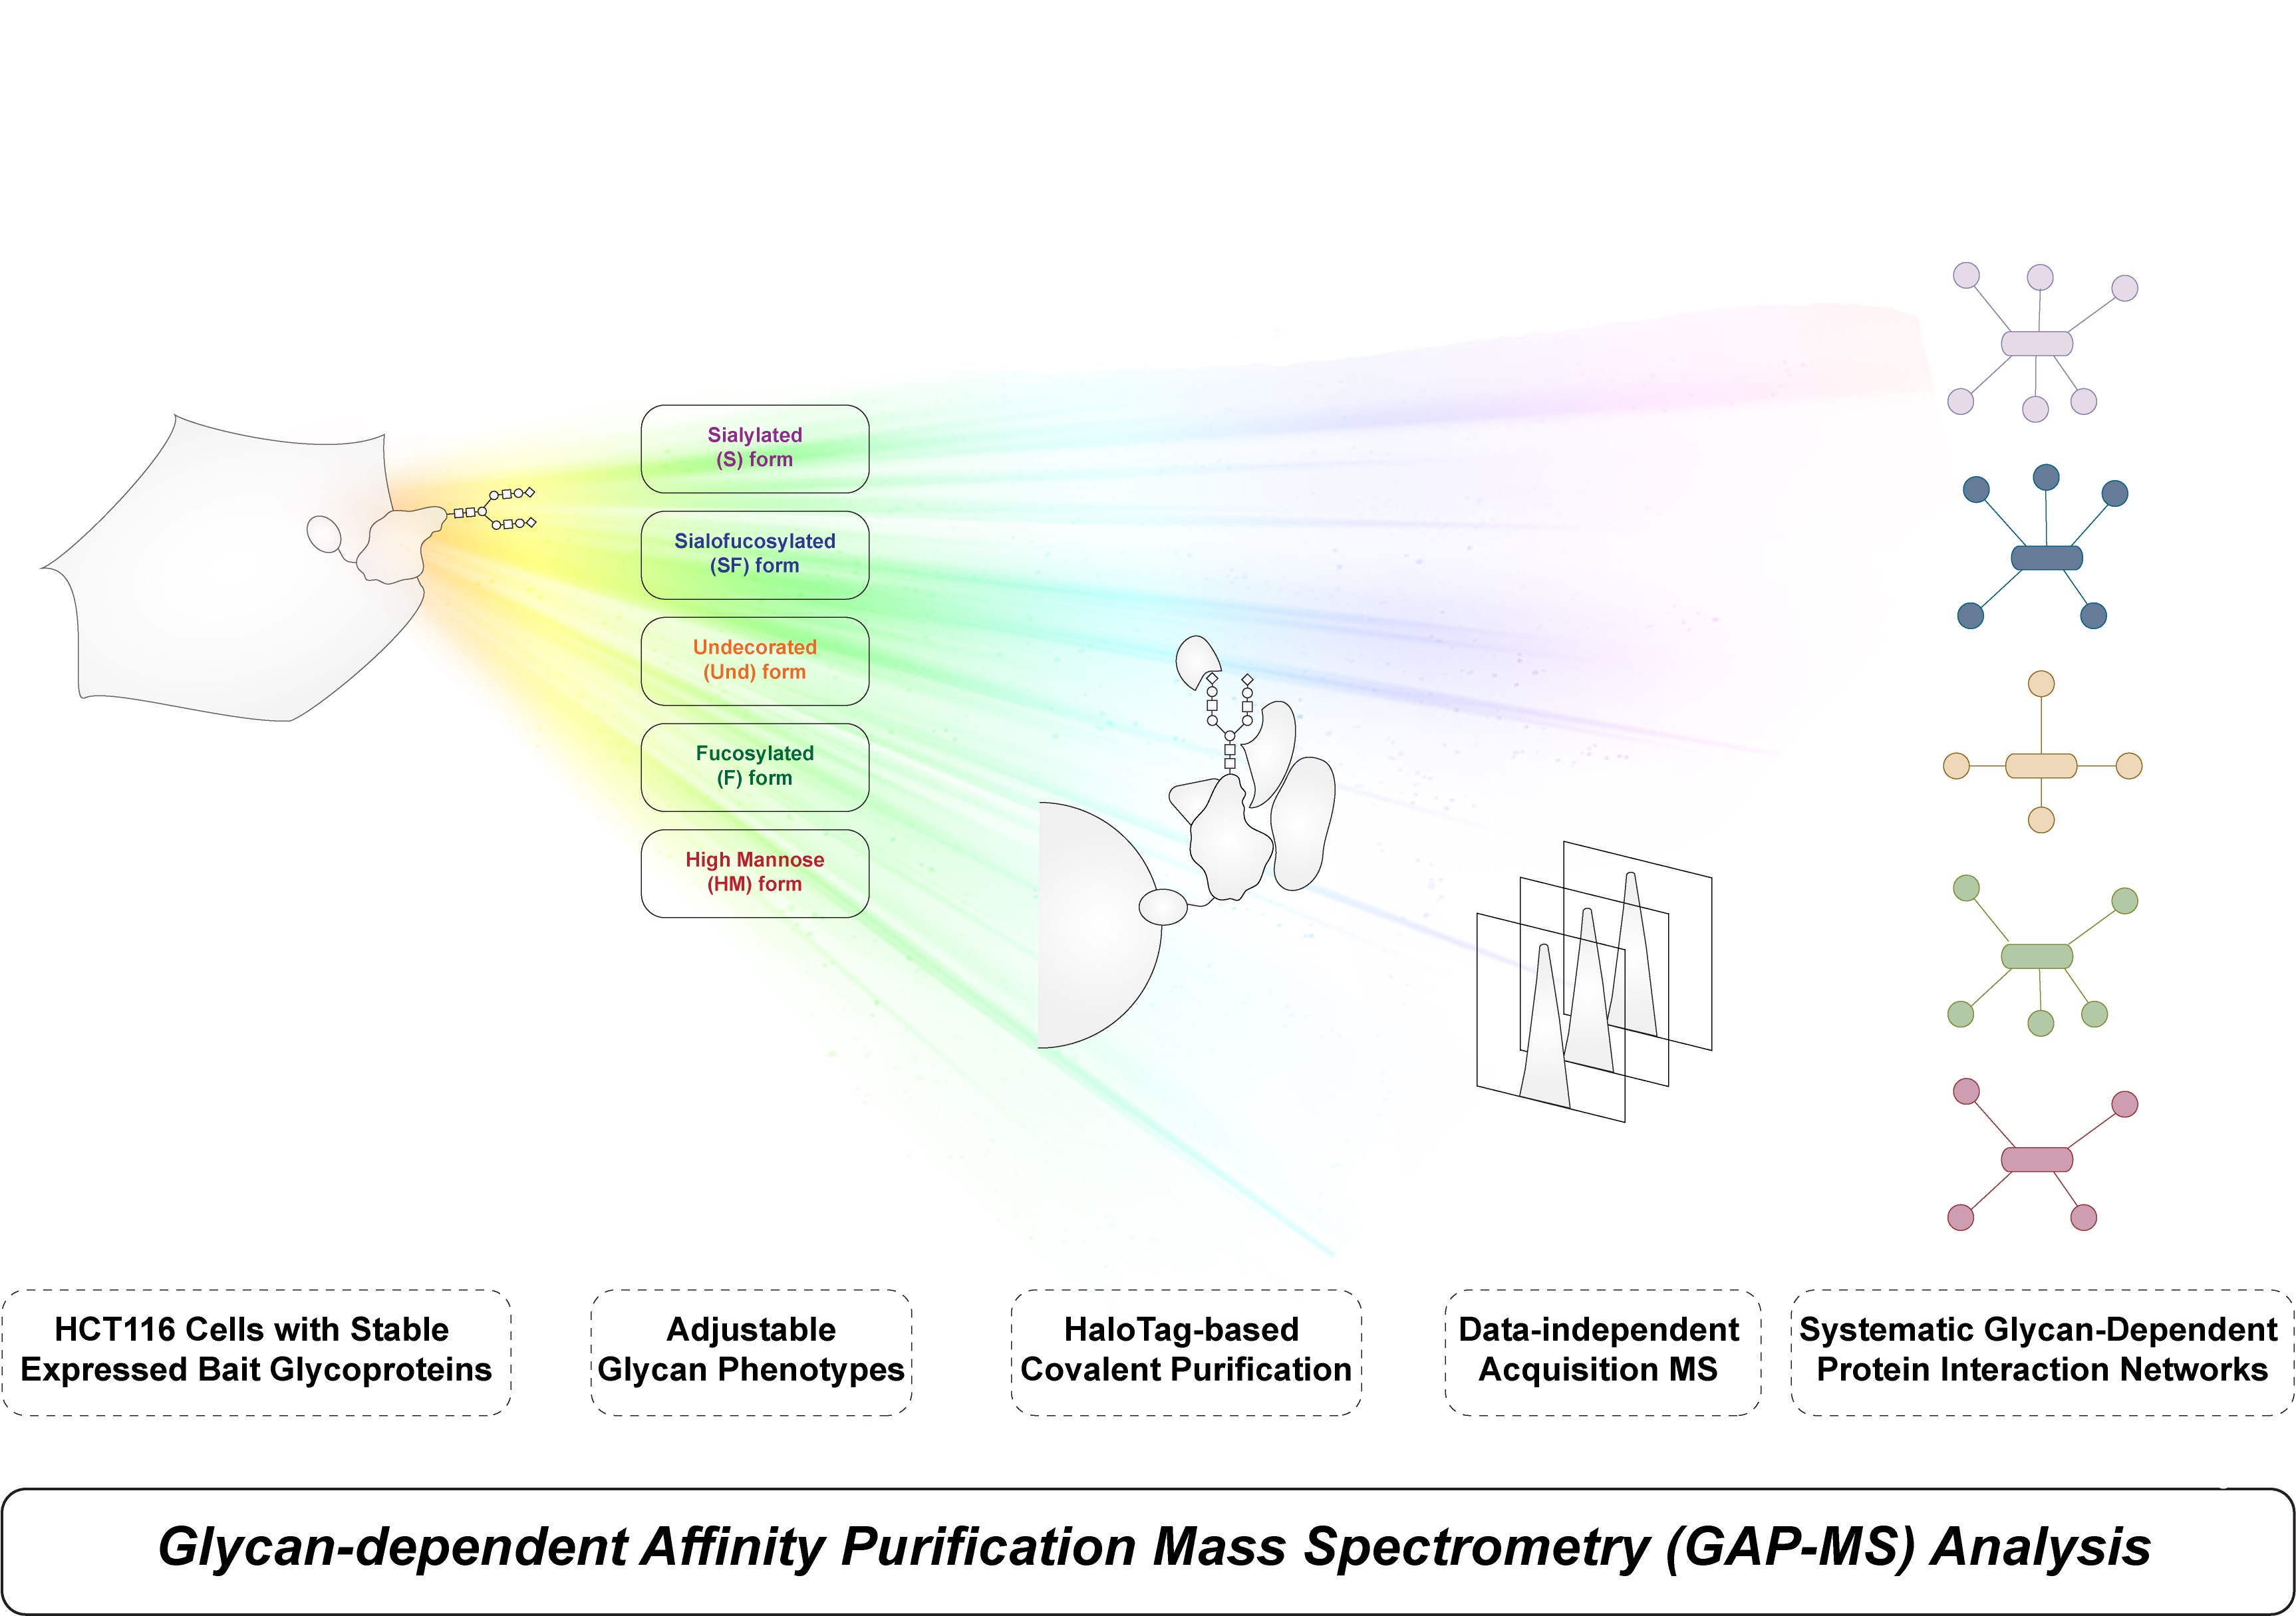 Sialylated
(S) form
Sialofucosylated
(SF) form
Undecorated
(Und) form
Fucosylated
(F) form
High Mannose
(HM) form
HCT116 Cells with Stable
Expressed Bait Glycoproteins
Adjustable
Glycan Phenotypes
HaloTag-based
Covalent Purification
Data-independent
Acquisition MS
Systematic Glycan-Dependent
Protein Interaction Networks
Glycan-dependent Affinity Purification Mass Spectrometry (GAP-MS) Analysis